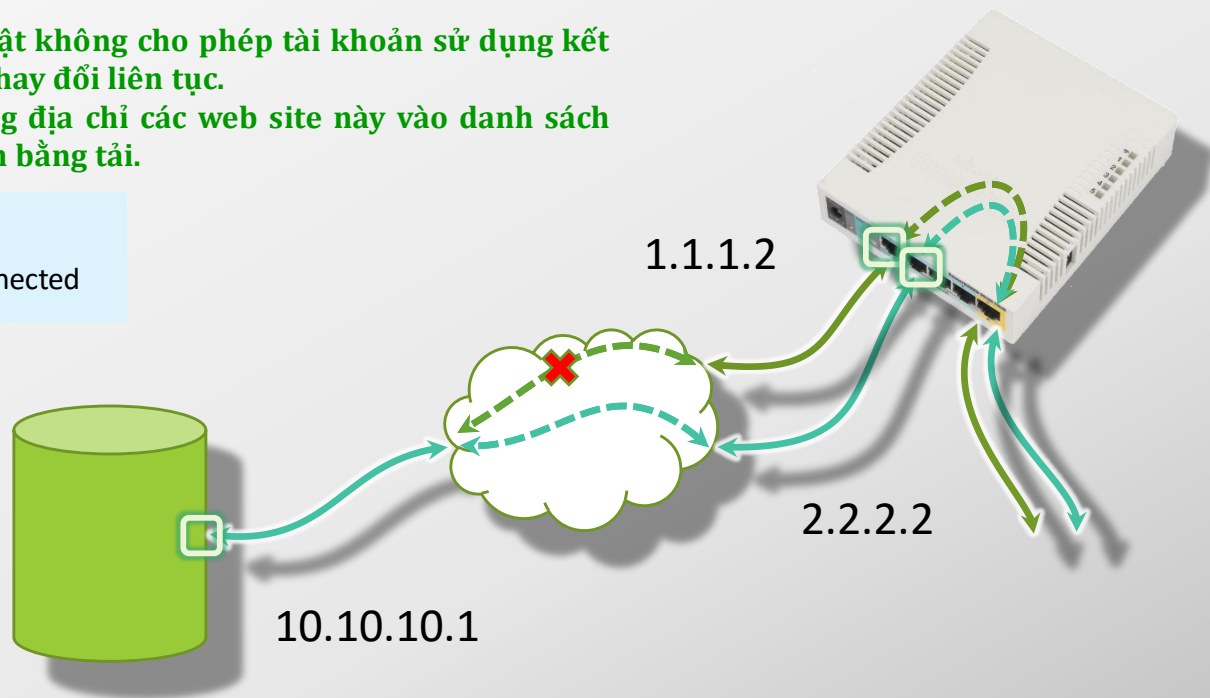 ật không cho phép tài khoản sử dụng kết
hay đổi liên tục.
g địa chỉ các web site này vào danh sách
n bằng tải.
nected
1.1.1.2
2.2.2.2
10.10.10.1